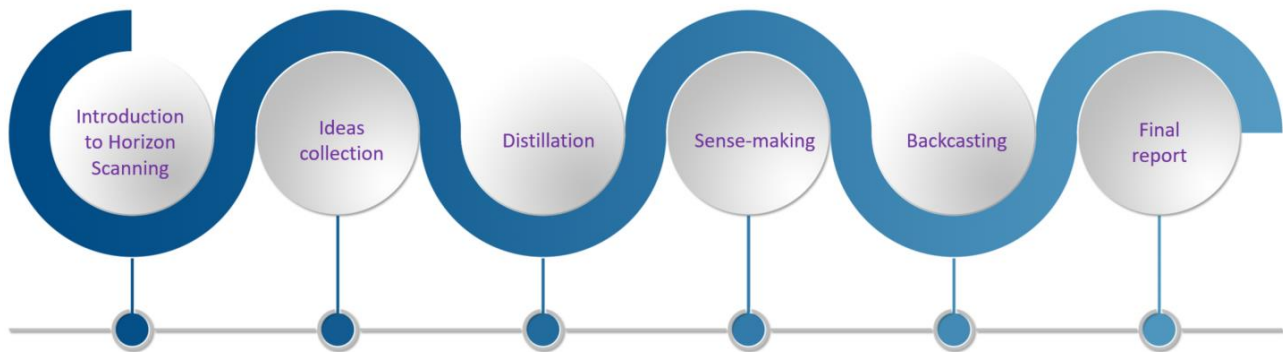 Introduction
to Horizon
Scanning
Ideas
collection
Distillation
Sense-making
Backcasting
Final
report